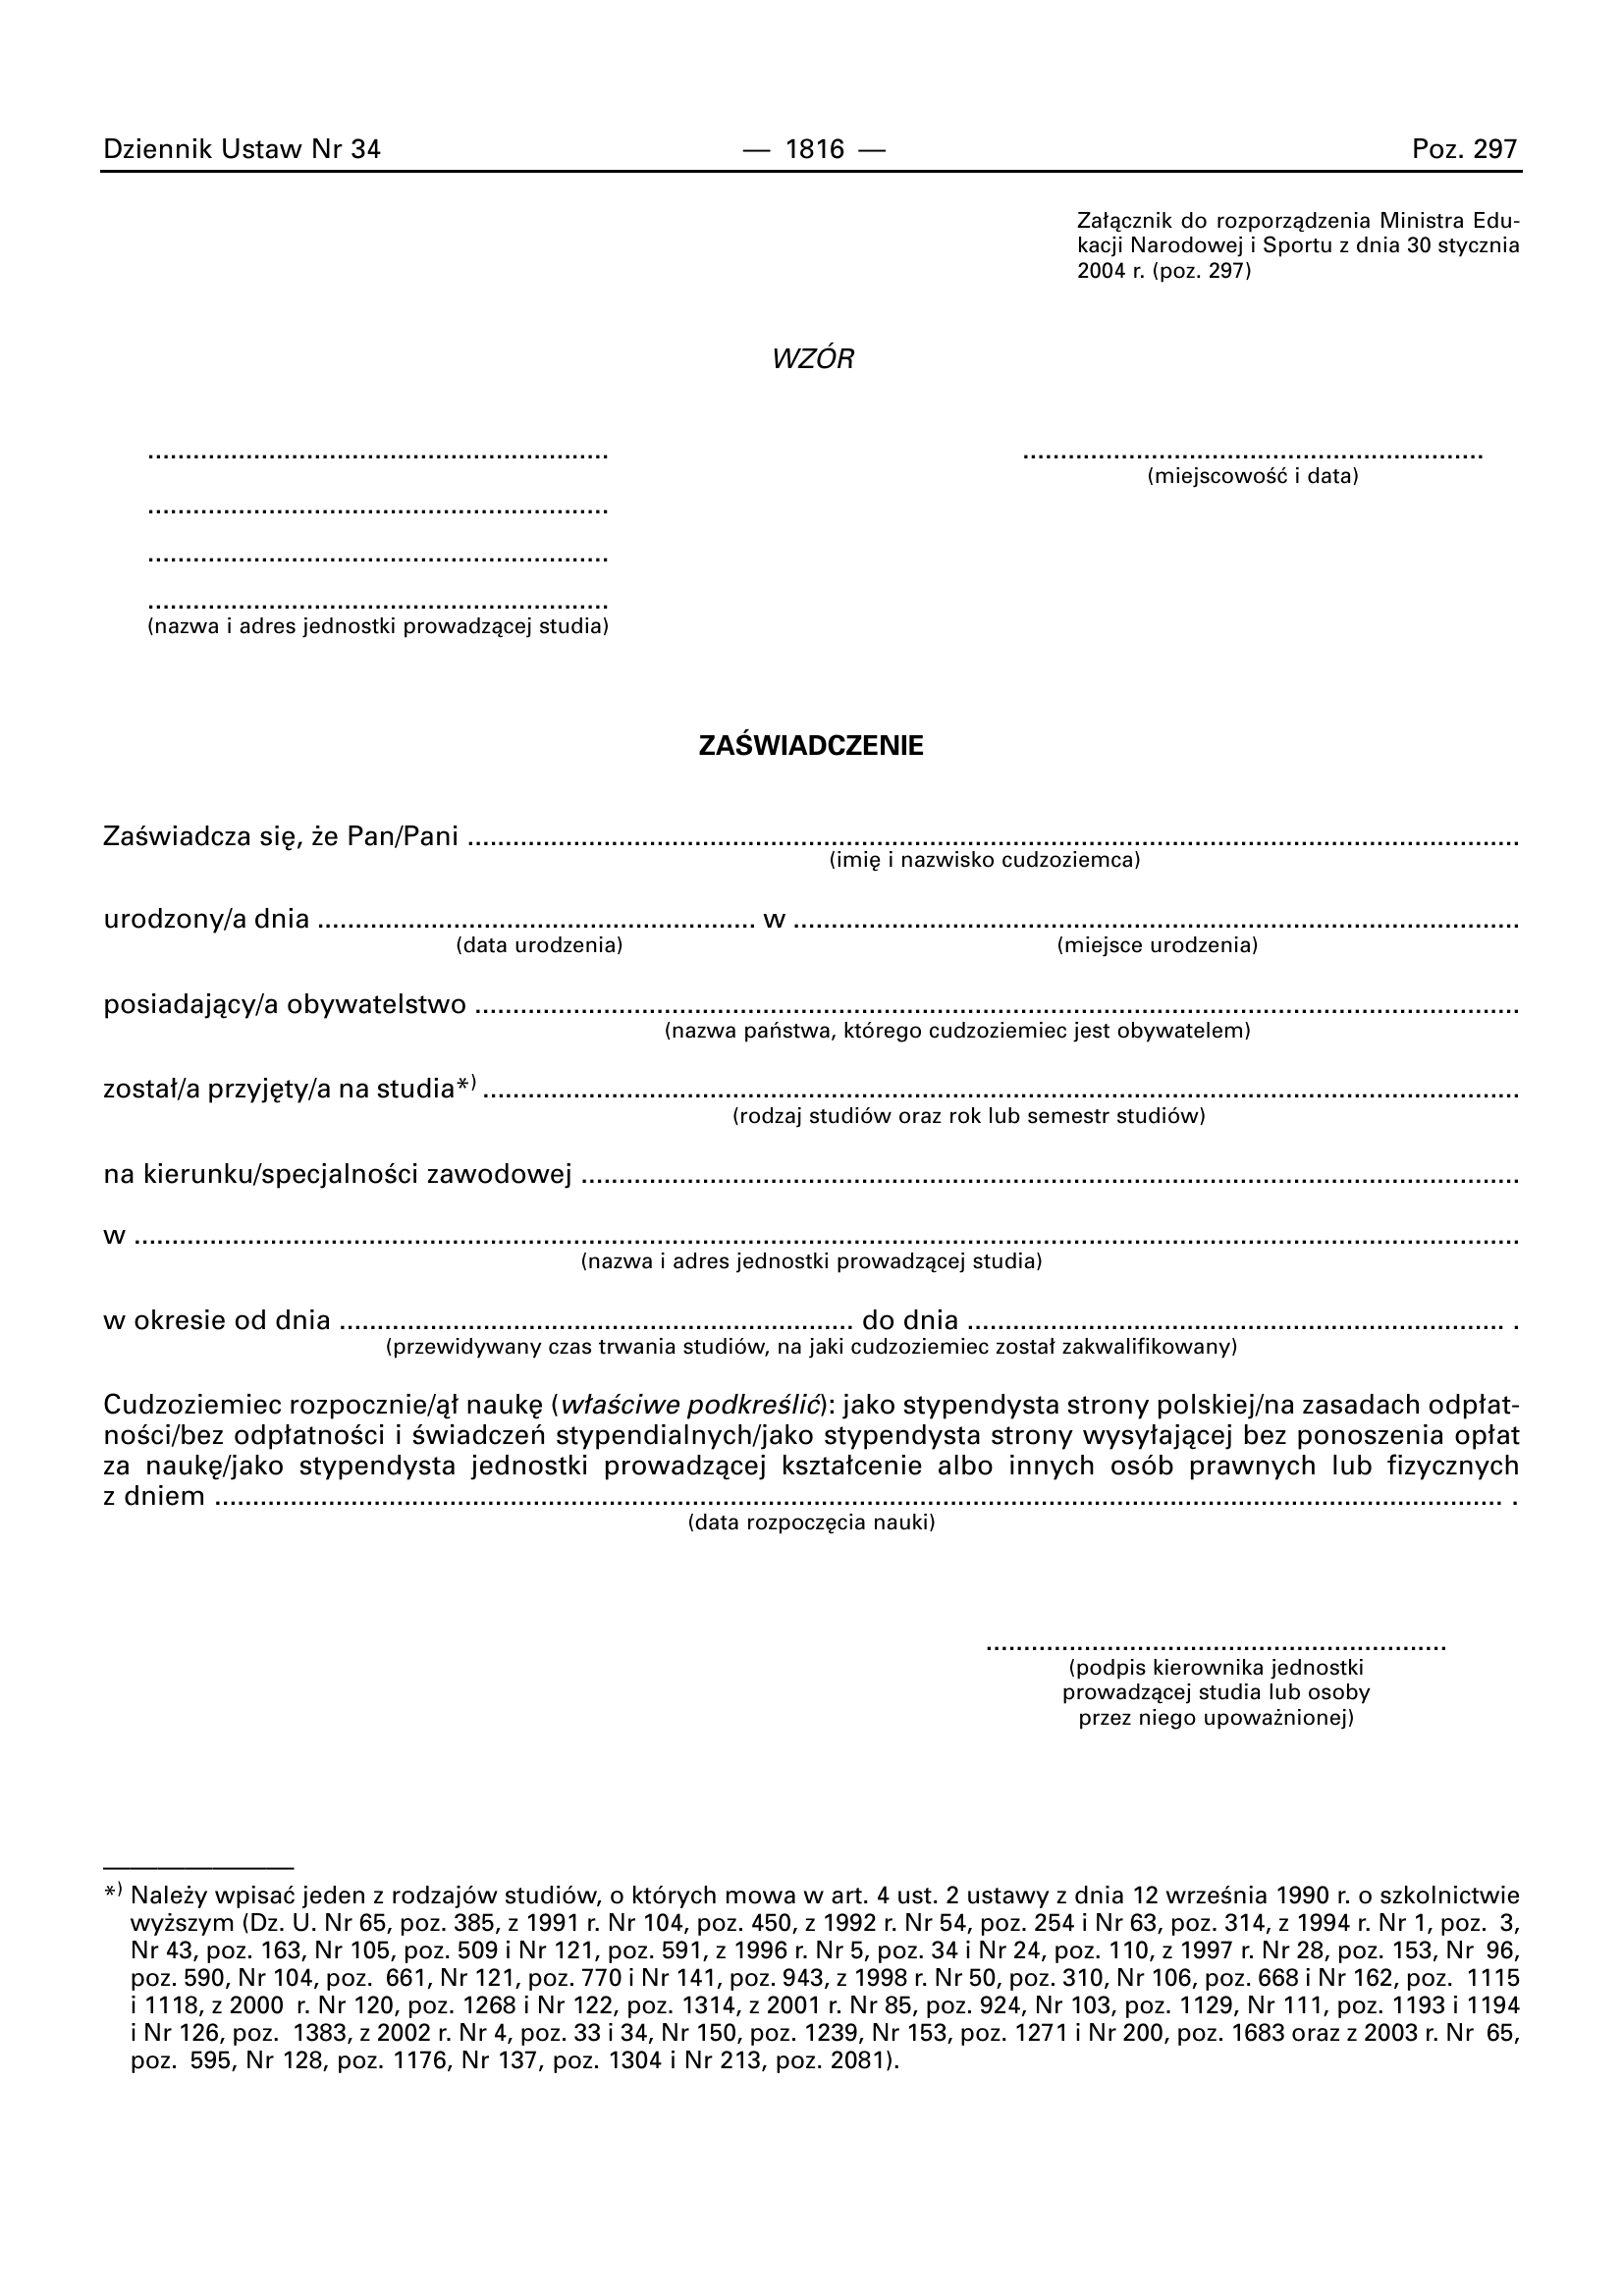 Dziennik Ustaw Nr 34 — 1816 — Poz. 297
Załącznik do rozporządzenia Ministra Edu-
kacji Narodowej i Sportu z dnia 30 stycznia
2004 r. (poz. 297)
WZÓR
.............................................................
.............................................................
(miejscowość i data)
.............................................................
.............................................................
.............................................................
(nazwa i adres jednostki prowadzącej studia)
ZAŚWIADCZENIE
Zaświadcza się, że Pan/Pani ...........................................................................
(imię i nazwisko cudzoziemca)
urodzony/a dnia .......................................................... w ..........................................................
(data urodzenia) (miejsce urodzenia)
posiadający/a obywatelstwo ...........................................................................
(nazwa państwa, którego cudzoziemiec jest obywatelem)
został/a przyjęty/a na studia*) ...........................................................................
(rodzaj studiów oraz rok lub semestr studiów)
na kierunku/specjalności zawodowej ...........................................................................
w ...........................................................................
(nazwa i adres jednostki prowadzącej studia)
w okresie od dnia .................................................................... do dnia ....................................................................... .
(przewidywany czas trwania studiów, na jaki cudzoziemiec został zakwalifikowany)
Cudzoziemiec rozpocznie/ął naukę (właściwe podkreślić): jako stypendysta strony polskiej/na zasadach odpłat-
ności/bez odpłatności i świadczeń stypendialnych/jako stypendysta strony wysyłającej bez ponoszenia opłat
za naukę/jako stypendysta jednostki prowadzącej kształcenie albo innych osób prawnych lub fizycznych
z dniem ........................................................................... .
(data rozpoczęcia nauki)
.............................................................
(podpis kierownika jednostki
prowadzącej studia lub osoby
przez niego upoważnionej)
*) Należy wpisać jeden z rodzajów studiów, o których mowa w art. 4 ust. 2 ustawy z dnia 12 września 1990 r. o szkolnictwie
wyższym (Dz. U. Nr 65, poz. 385, z 1991 r. Nr 104, poz. 450, z 1992 r. Nr 54, poz. 254 i Nr 63, poz. 314, z 1994 r. Nr 1, poz. 3,
Nr 43, poz. 163, Nr 105, poz. 509 i Nr 121, poz. 591, z 1996 r. Nr 5, poz. 34 i Nr 24, poz. 110, z 1997 r. Nr 28, poz. 153, Nr 96,
poz. 590, Nr 104, poz. 661, Nr 121, poz. 770 i Nr 141, poz. 943, z 1998 r. Nr 50, poz. 310, Nr 106, poz. 668 i Nr 162, poz. 1115
i 1118, z 2000 r. Nr 120, poz. 1268 i Nr 122, poz. 1314, z 2001 r. Nr 85, poz. 924, Nr 103, poz. 1129, Nr 111, poz. 1193 i 1194
i Nr 126, poz. 1383, z 2002 r. Nr 4, poz. 33 i 34, Nr 150, poz. 1239, Nr 153, poz. 1271 i Nr 200, poz. 1683 oraz z 2003 r. Nr 65,
poz. 595, Nr 128, poz. 1176, Nr 137, poz. 1304 i Nr 213, poz. 2081).